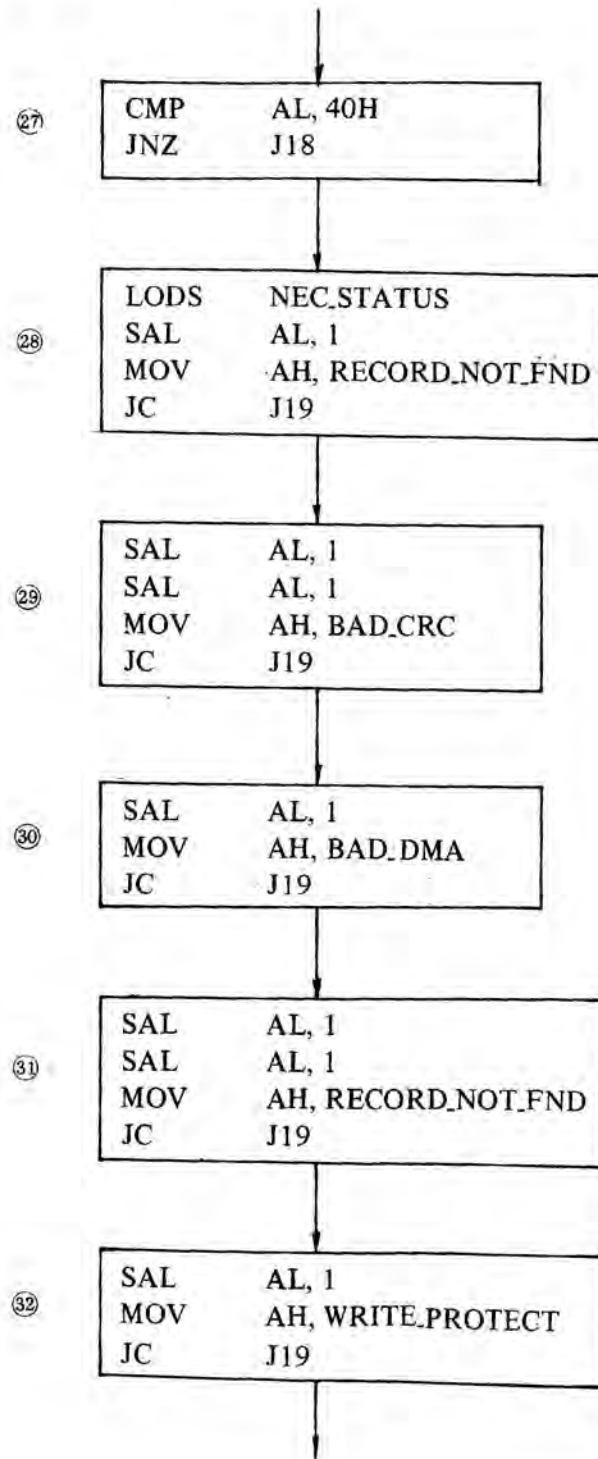 ㉗
CMP AL, 40H
JNZ J18
㉘
LODS NEC_STATUS
SAL AL, 1
MOV AH, RECORD_NOT_FND
JC J19
㉙
SAL AL, 1
SAL AL, 1
MOV AH, BAD_CRC
JC J19
㉚
SAL AL, 1
MOV AH, BAD_DMA
JC J19
㉛
SAL AL, 1
SAL AL, 1
MOV AH, RECORD_NOT_FND
JC J19
㉜
SAL AL, 1
MOV AH, WRITE_PROTECT
JC J19